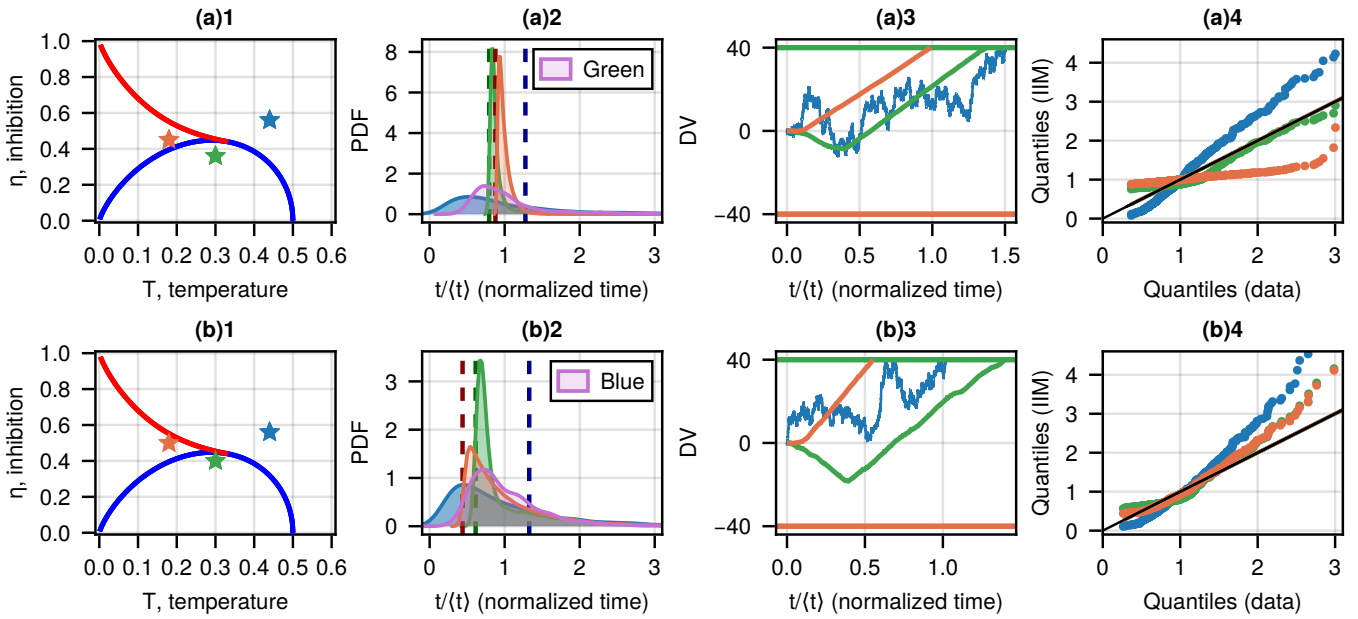 (a)1
1.0
0.8
0.6
0.4
0.2
0.0
η, inhibition
0.0 0.1 0.2 0.3 0.4 0.5 0.6
T, temperature
(a)2
8
6
4
2
0
PDF
Green
0 1 2 3
t/⟨t⟩ (normalized time)
(a)3
40
0
−40
DV
0.0 0.5 1.0 1.5
t/⟨t⟩ (normalized time)
(a)4
4
3
2
1
0
Quantiles (IIM)
0 1 2 3
Quantiles (data)
(b)1
1.0
0.8
0.6
0.4
0.2
0.0
η, inhibition
0.0 0.1 0.2 0.3 0.4 0.5 0.6
T, temperature
(b)2
3
2
1
0
PDF
Blue
0 1 2 3
t/⟨t⟩ (normalized time)
(b)3
40
0
−40
DV
0.0 0.5 1.0
t/⟨t⟩ (normalized time)
(b)4
4
3
2
1
0
Quantiles (IIM)
0 1 2 3
Quantiles (data)